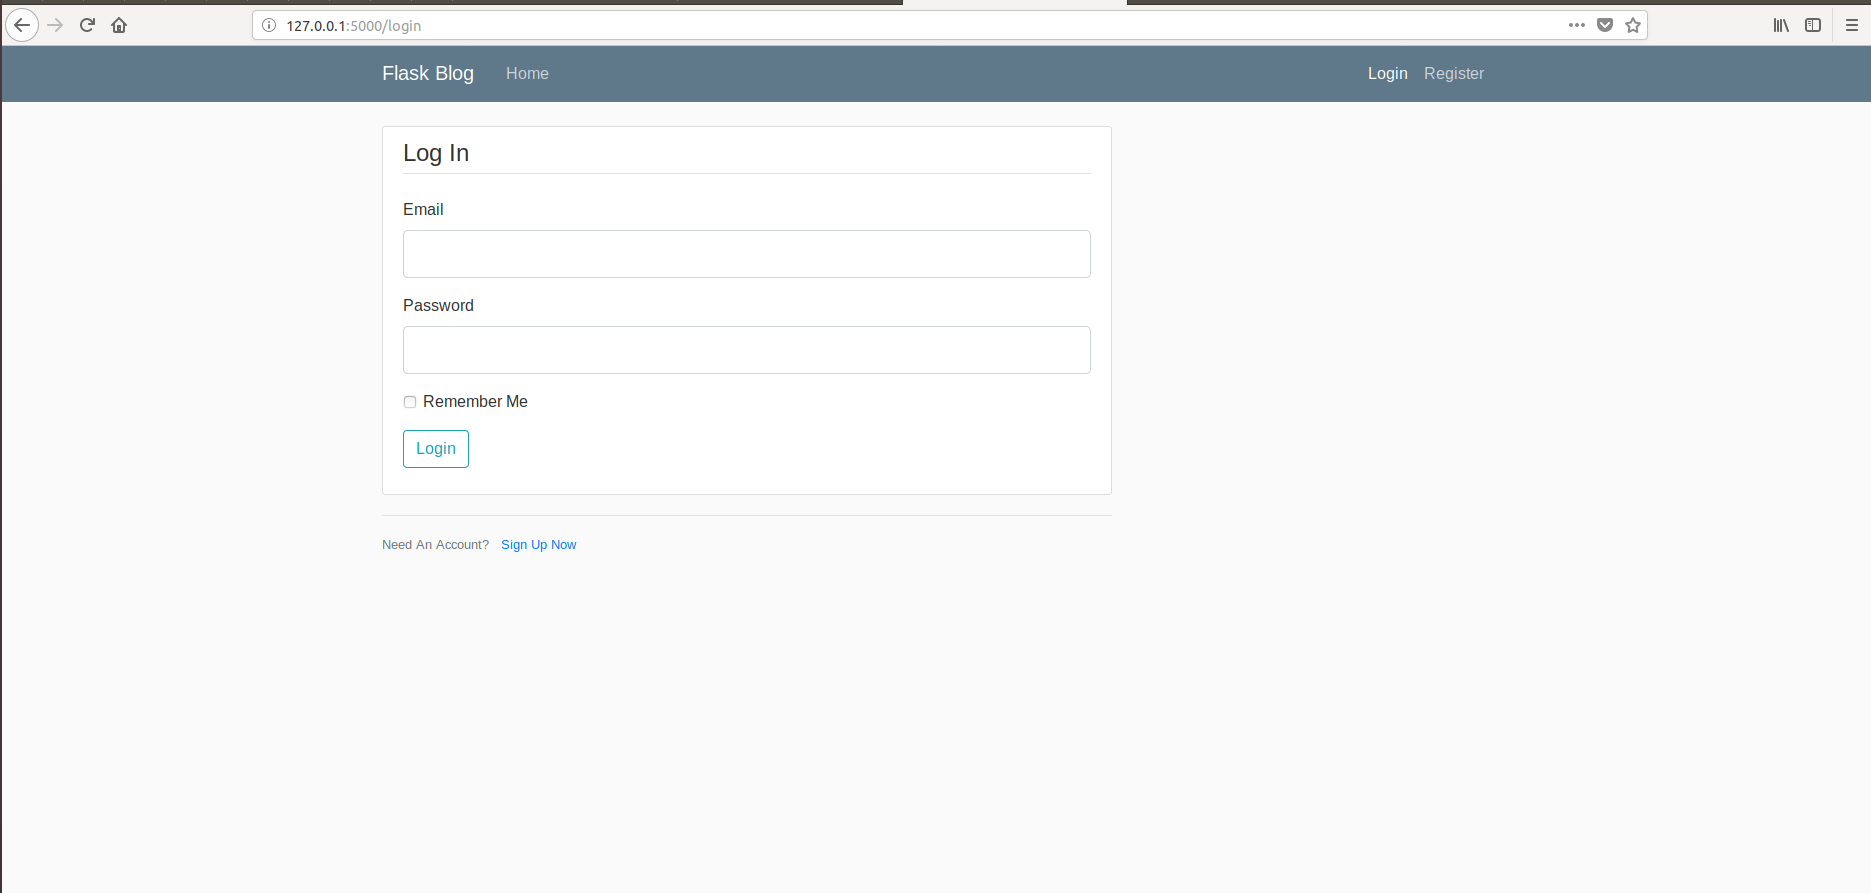 127.0.0.1:5000/login
Flask Blog Home Login Register
Log In
Email
Password
Remember Me
Login
Need An Account? Sign Up Now